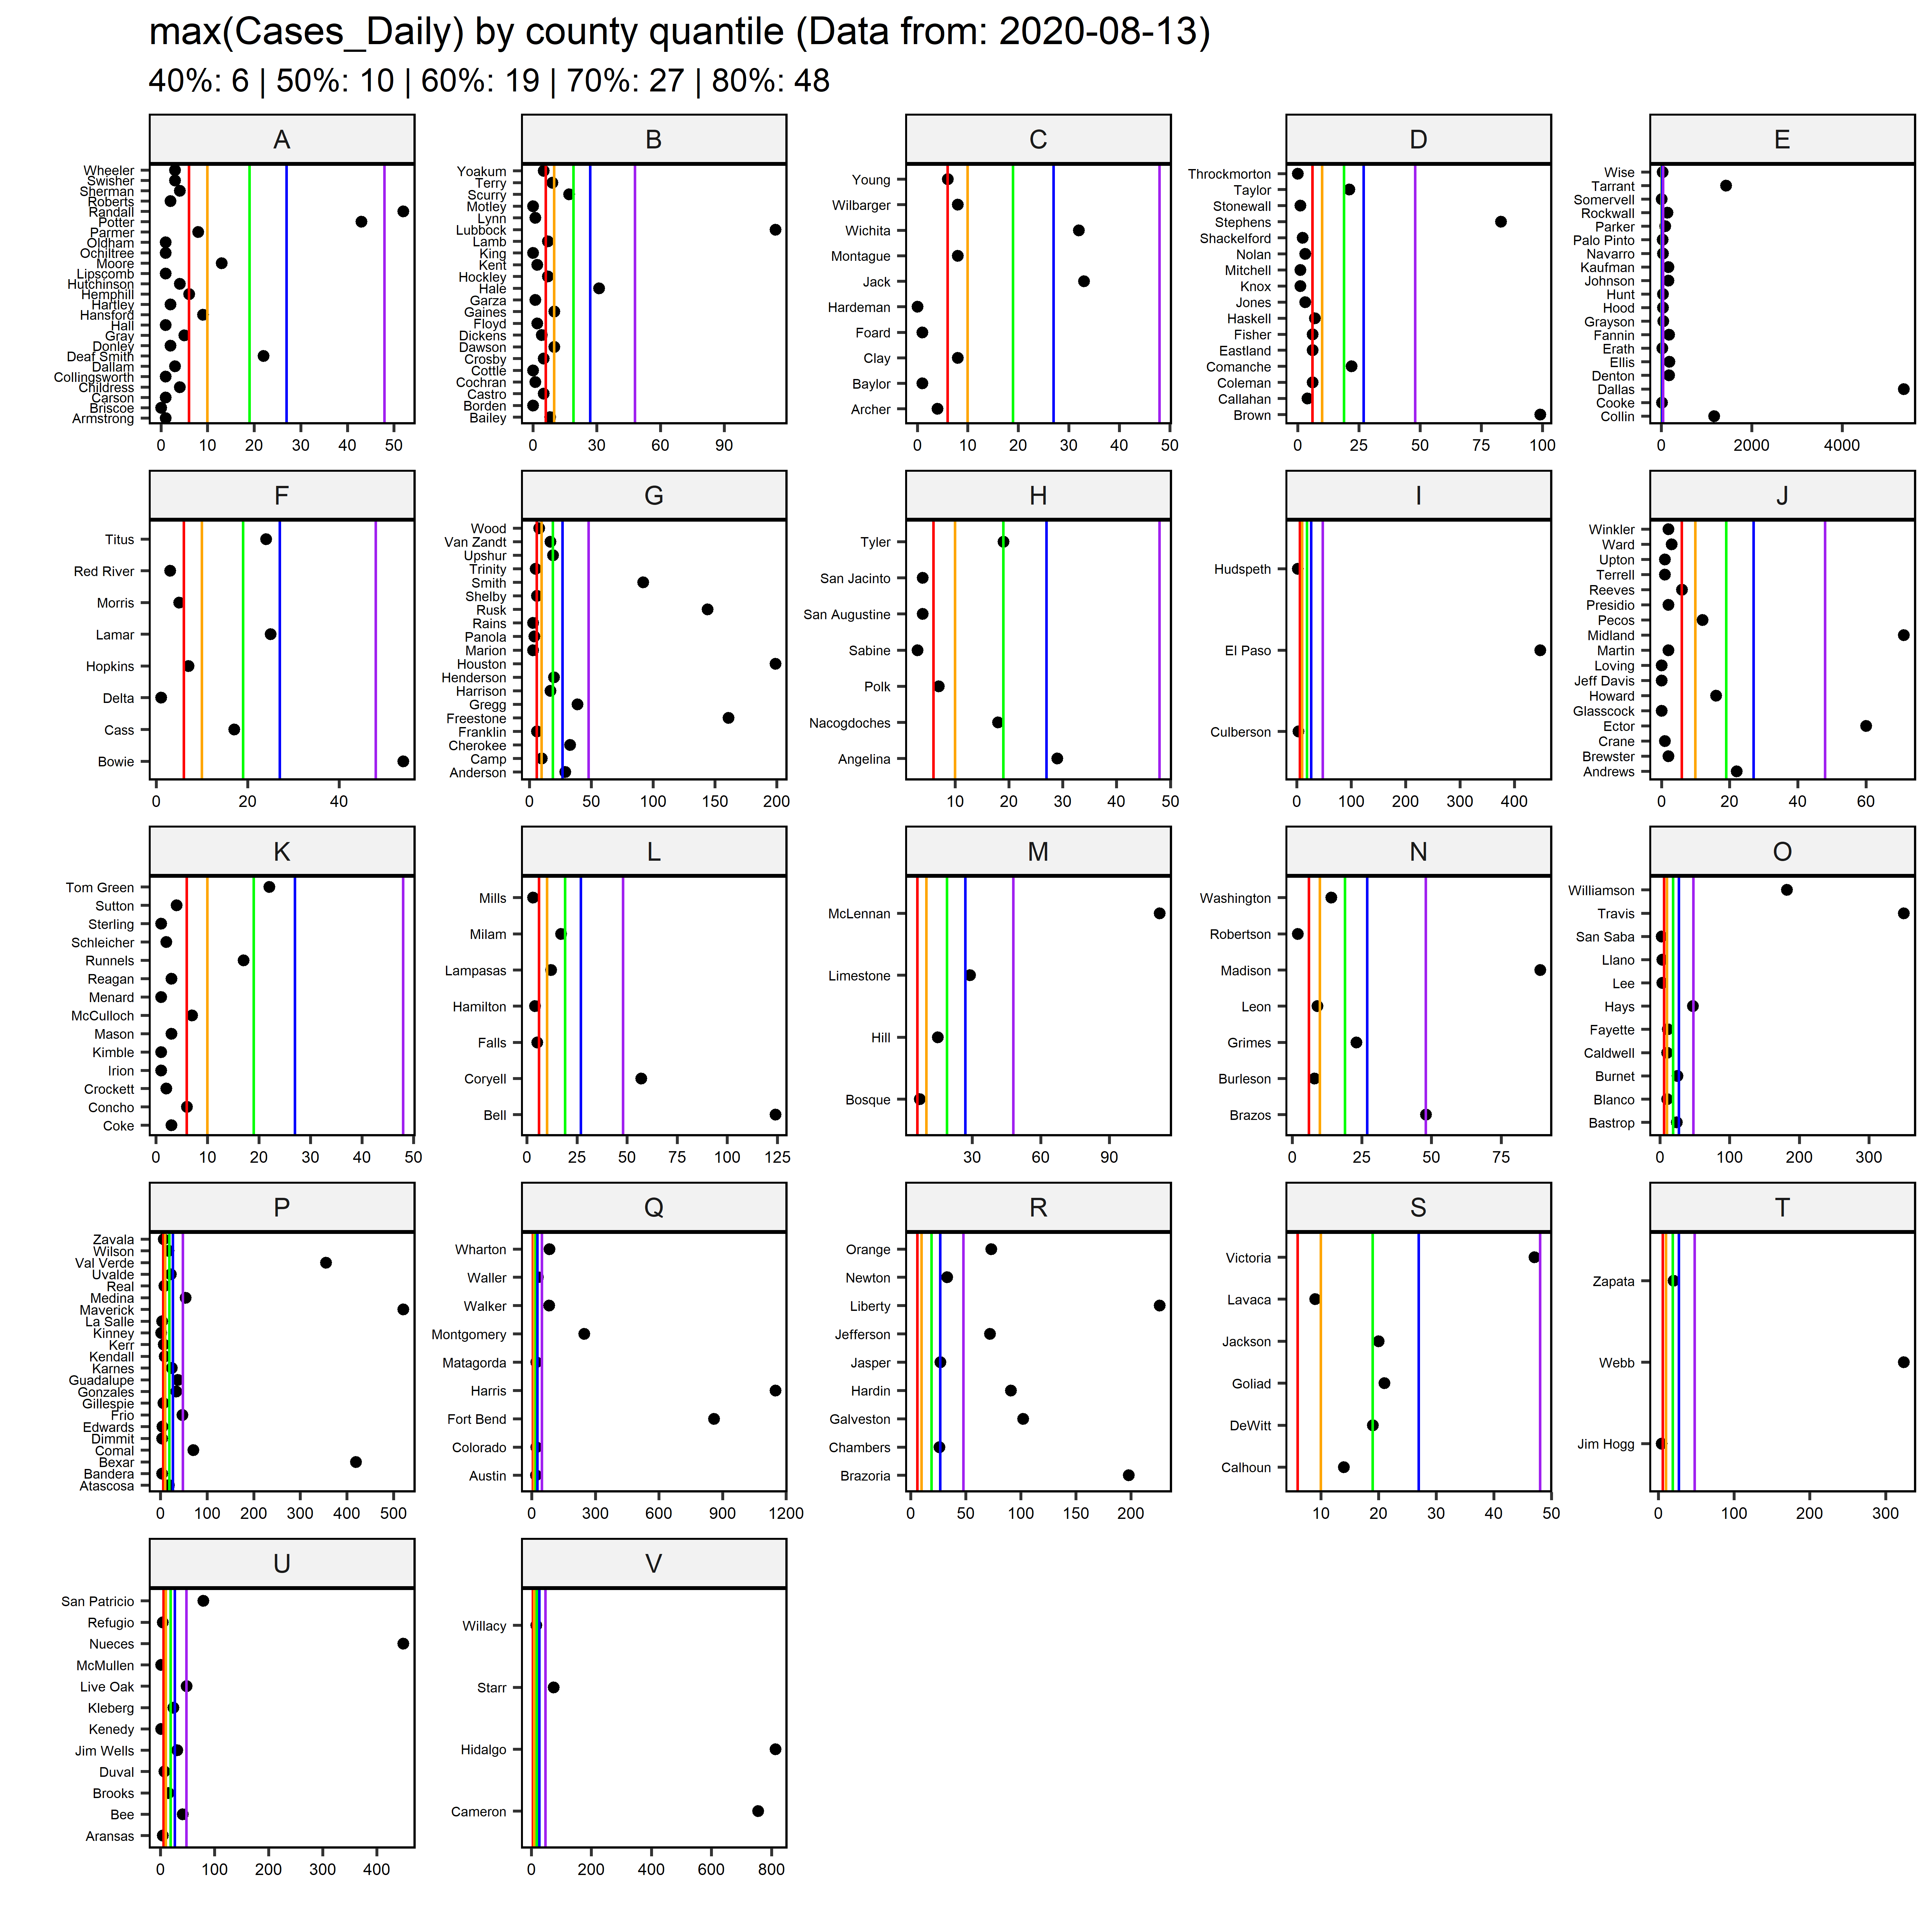 max(Cases_Daily) by county quantile (Data from: 2020-08-13)
40%: 6 | 50%: 10 | 60%: 19 | 70%: 27 | 80%: 48
A
Wheeler
Swisher
Sherman
Roberts
Randall
Potter
Parmer
Oldham
Ochiltree
Moore
Lipscomb
Hutchinson
Hemphill
Hartley
Hansford
Hall
Gray
Donley
Deaf Smith
Dallam
Collingsworth
Childress
Carson
Briscoe
Armstrong
0 10 20 30 40 50
B
Yoakum
Terry
Scurry
Motley
Lynn
Lubbock
Lamb
King
Kent
Hockley
Hale
Garza
Gaines
Floyd
Dickens
Dawson
Crosby
Cottle
Cochran
Castro
Borden
Bailey
0 30 60 90
C
Young
Wilbarger
Wichita
Montague
Jack
Hardeman
Foard
Clay
Baylor
Archer
0 10 20 30 40 50
D
Throckmorton
Taylor
Stonewall
Stephens
Shackelford
Nolan
Mitchell
Knox
Jones
Haskell
Fisher
Eastland
Comanche
Coleman
Callahan
Brown
0 25 50 75 100
E
Wise
Tarrant
Somervell
Rockwall
Parker
Palo Pinto
Navarro
Kaufman
Johnson
Hunt
Hood
Grayson
Fannin
Erath
Ellis
Denton
Dallas
Cooke
Collin
0 2000 4000
F
Titus
Red River
Morris
Lamar
Hopkins
Delta
Cass
Bowie
0 20 40
G
Wood
Van Zandt
Upshur
Trinity
Smith
Shelby
Rusk
Rains
Panola
Marion
Houston
Henderson
Harrison
Gregg
Freestone
Franklin
Cherokee
Camp
Anderson
0 50 100 150 200
H
Tyler
San Jacinto
San Augustine
Sabine
Polk
Nacogdoches
Angelina
10 20 30 40 50
I
Hudspeth
El Paso
Culberson
0 100 200 300 400
J
Winkler
Ward
Upton
Terrell
Reeves
Presidio
Pecos
Midland
Martin
Loving
Jeff Davis
Howard
Glasscock
Ector
Crane
Brewster
Andrews
0 20 40 60
K
Tom Green
Sutton
Sterling
Schleicher
Runnels
Reagan
Menard
McCulloch
Mason
Kimble
Irion
Crockett
Concho
Coke
0 10 20 30 40 50
L
Mills
Milam
Lampasas
Hamilton
Falls
Coryell
Bell
0 25 50 75 100 125
M
McLennan
Limestone
Hill
Bosque
30 60 90
N
Washington
Robertson
Madison
Leon
Grimes
Burleson
Brazos
0 25 50 75
O
Williamson
Travis
San Saba
Llano
Lee
Hays
Fayette
Caldwell
Burnet
Blanco
Bastrop
0 100 200 300
P
Zavala
Wilson
Val Verde
Uvalde
Real
Medina
Maverick
La Salle
Kinney
Kerr
Kendall
Karnes
Guadalupe
Gonzales
Gillespie
Frio
Edwards
Dimmit
Comal
Bexar
Bandera
Atascosa
0 100 200 300 400 500
Q
Wharton
Waller
Walker
Montgomery
Matagorda
Harris
Fort Bend
Colorado
Austin
0 300 600 900 1200
R
Orange
Newton
Liberty
Jefferson
Jasper
Hardin
Galveston
Chambers
Brazoria
0 50 100 150 200
S
Victoria
Lavaca
Jackson
Goliad
DeWitt
Calhoun
10 20 30 40 50
T
Zapata
Webb
Jim Hogg
0 100 200 300
U
San Patricio
Refugio
Nueces
McMullen
Live Oak
Kleberg
Kenedy
Jim Wells
Duval
Brooks
Bee
Aransas
0 100 200 300 400
V
Willacy
Starr
Hidalgo
Cameron
0 200 400 600 800